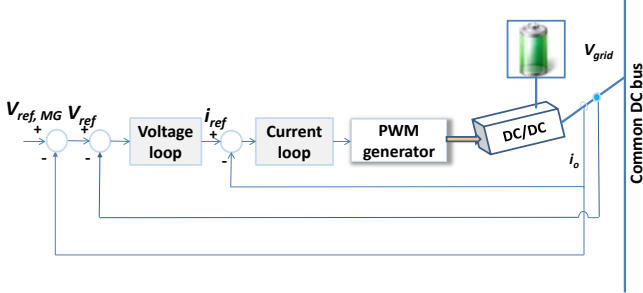 V_grid
V_ref, MG
V_ref
i_ref
+
-
+
-
Voltage
loop
+
-
Current
loop
PWM
generator
DC/DC
i_o
Common DC bus